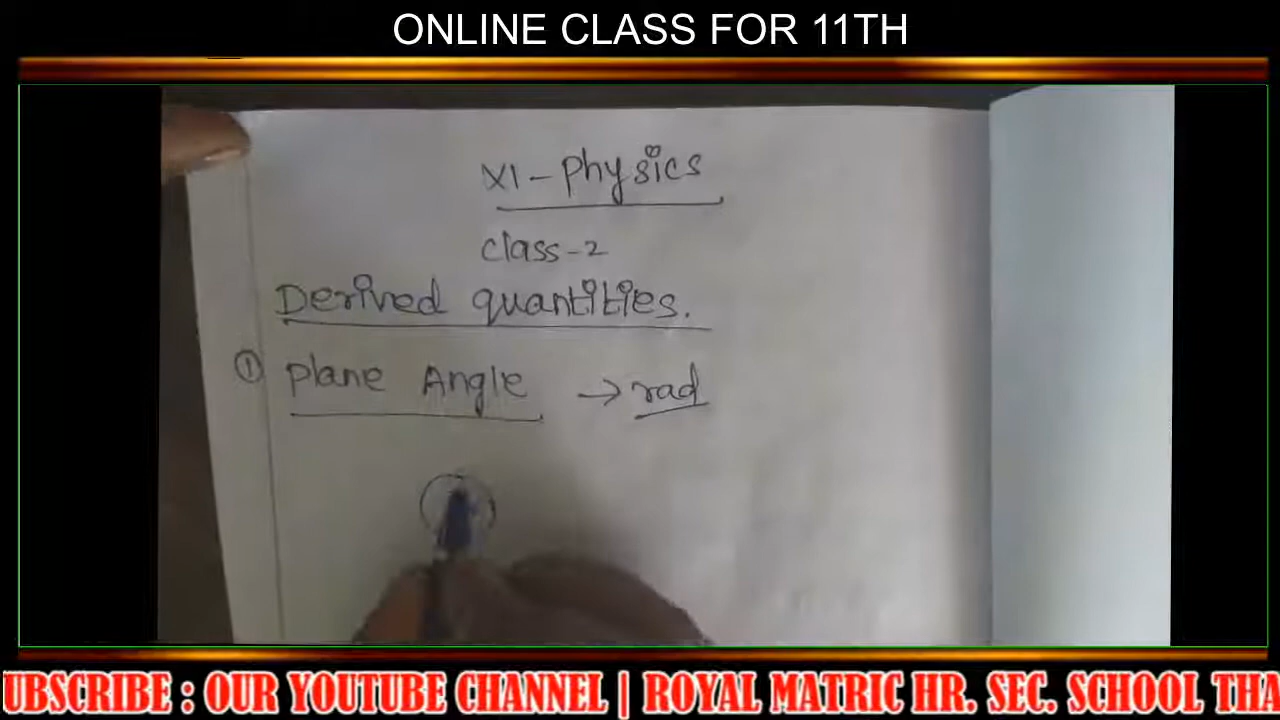 ONLINE CLASS FOR 11TH
XI - Physics
class - 2
Derived quantities.
① Plane Angle → rad
UBSCRIBE : OUR YOUTUBE CHANNEL | ROYAL MATRIC HR. SEC. SCHOOL THA